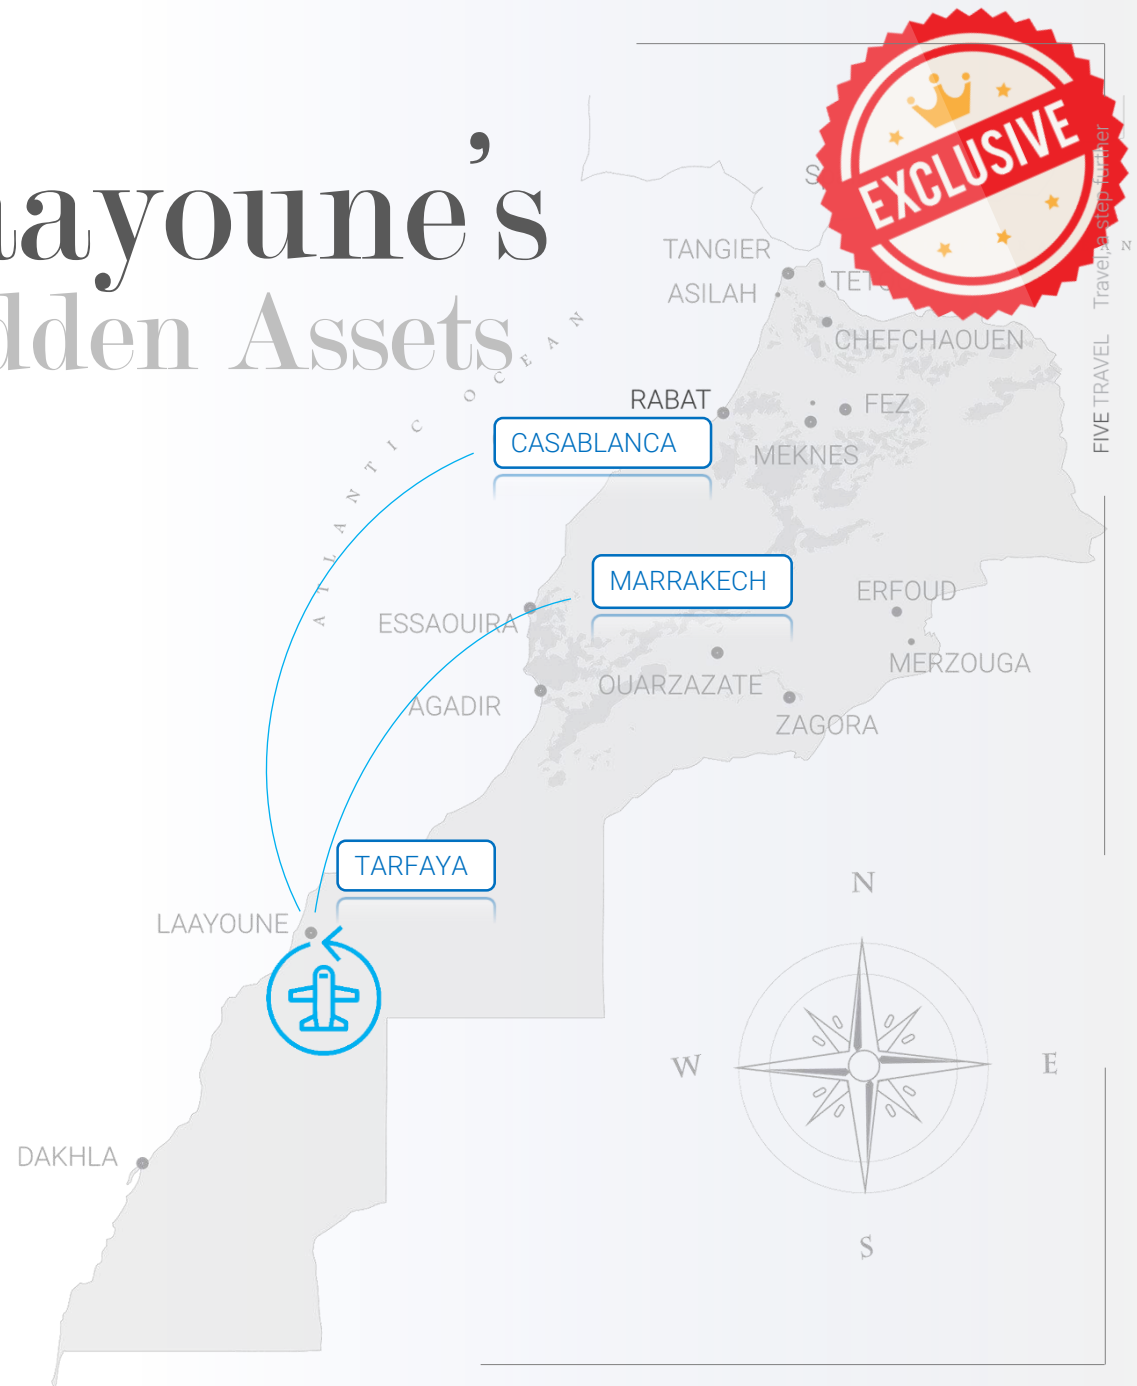 EXCLUSIVE
ayoune's
dden Assets
TANGIER
ASILAH
CHEFCHAOUEN
RABAT
FEZ
CASABLANCA
MEKNES
ATLANTIC OCEAN
MARRAKECH
ERFOUD
ESSAOUIRA
MERZOUGA
OUARZAZATE
AGADIR
ZAGORA
TARFAYA
LAAYOUNE
DAKHLA
N
W
E
S
FIVE TRAVEL Travel, a step further
N